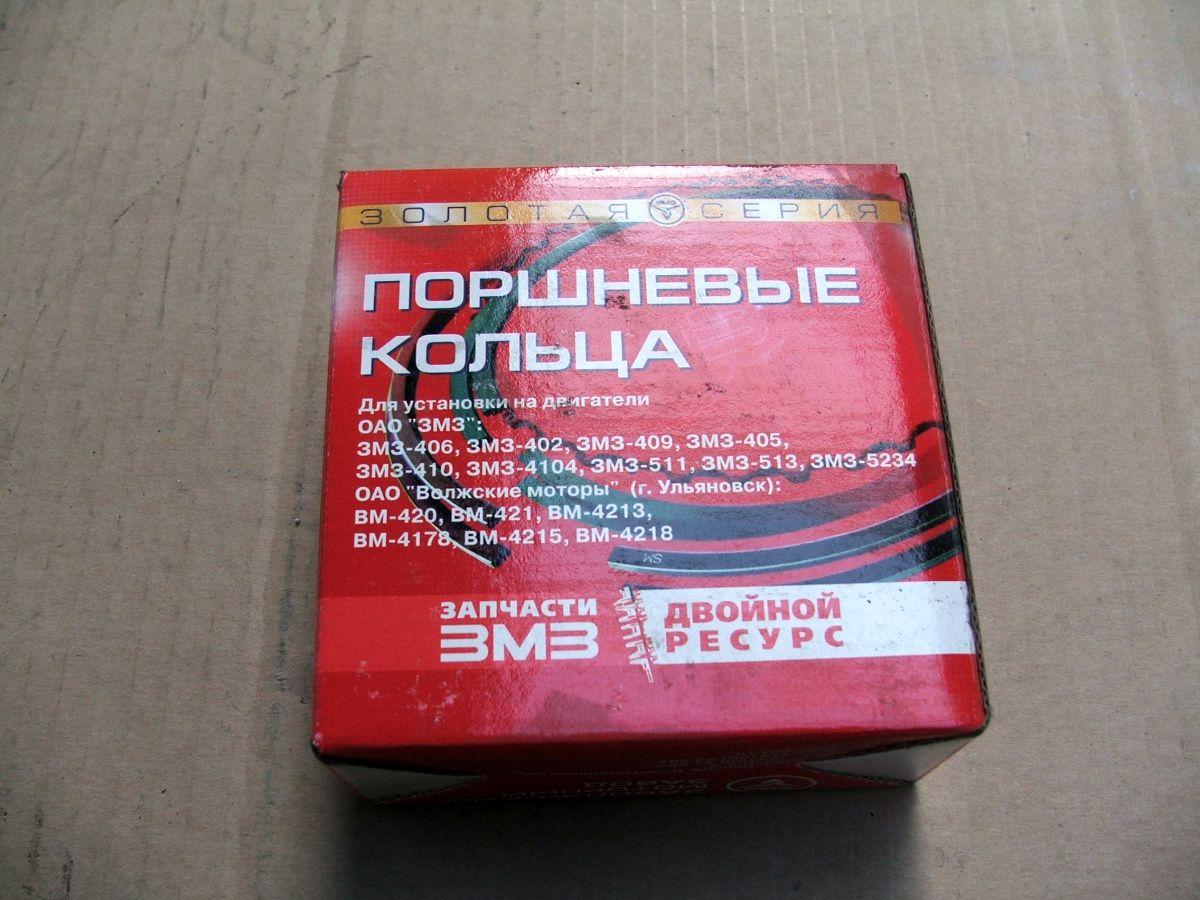 ЗОЛОТАЯ СЕРИЯ
ПОРШНЕВЫЕ
КОЛЬЦА
Для установки на двигатели
ОАО "ЗМЗ":
ЗМЗ-406, ЗМЗ-402, ЗМЗ-409, ЗМЗ-405,
ЗМЗ-410, ЗМЗ-4104, ЗМЗ-511, ЗМЗ-513, ЗМЗ-5234
ОАО "Волжские моторы" (г. Ульяновск):
ВМ-420, ВМ-421, ВМ-4213,
ВМ-4178, ВМ-4215, ВМ-4218
SM
ЗАПЧАСТИ
ЗМЗ
ДВОЙНОЙ
РЕСУРС